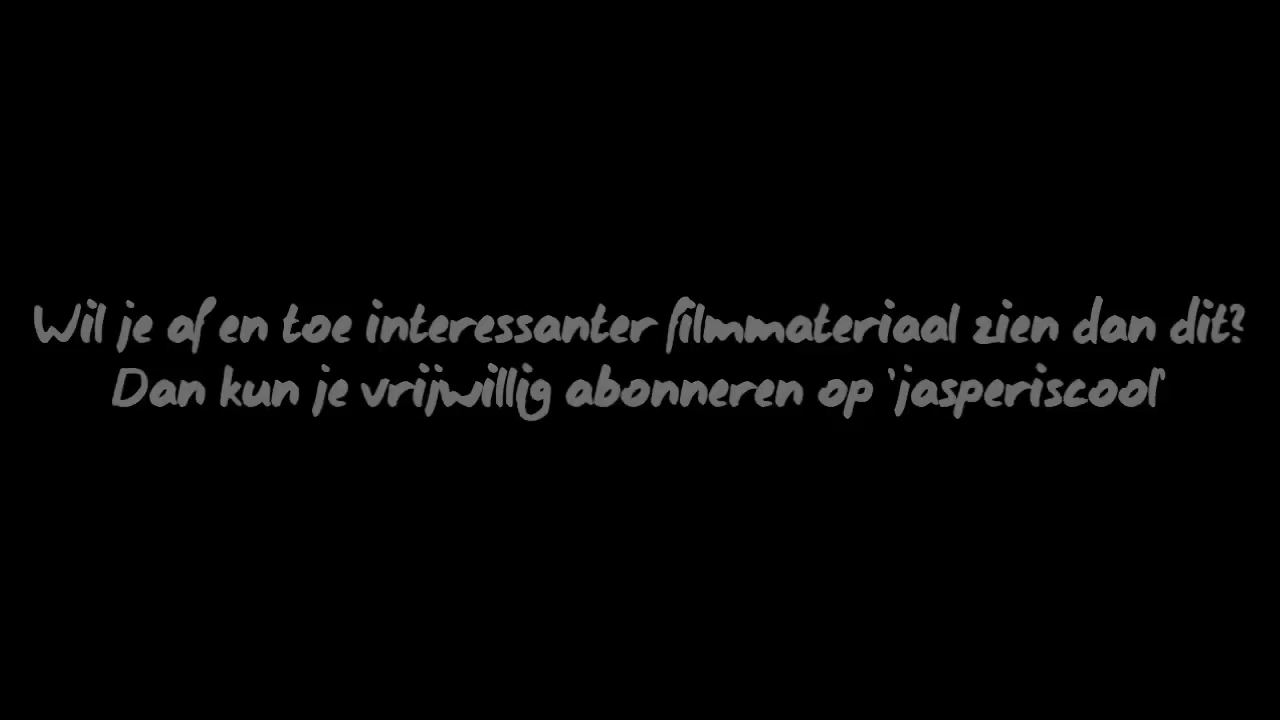 Wil je af en toe interessanter filmmateriaal zien dan dit?
Dan kun je vrijwillig abonneren op 'jasperiscool'